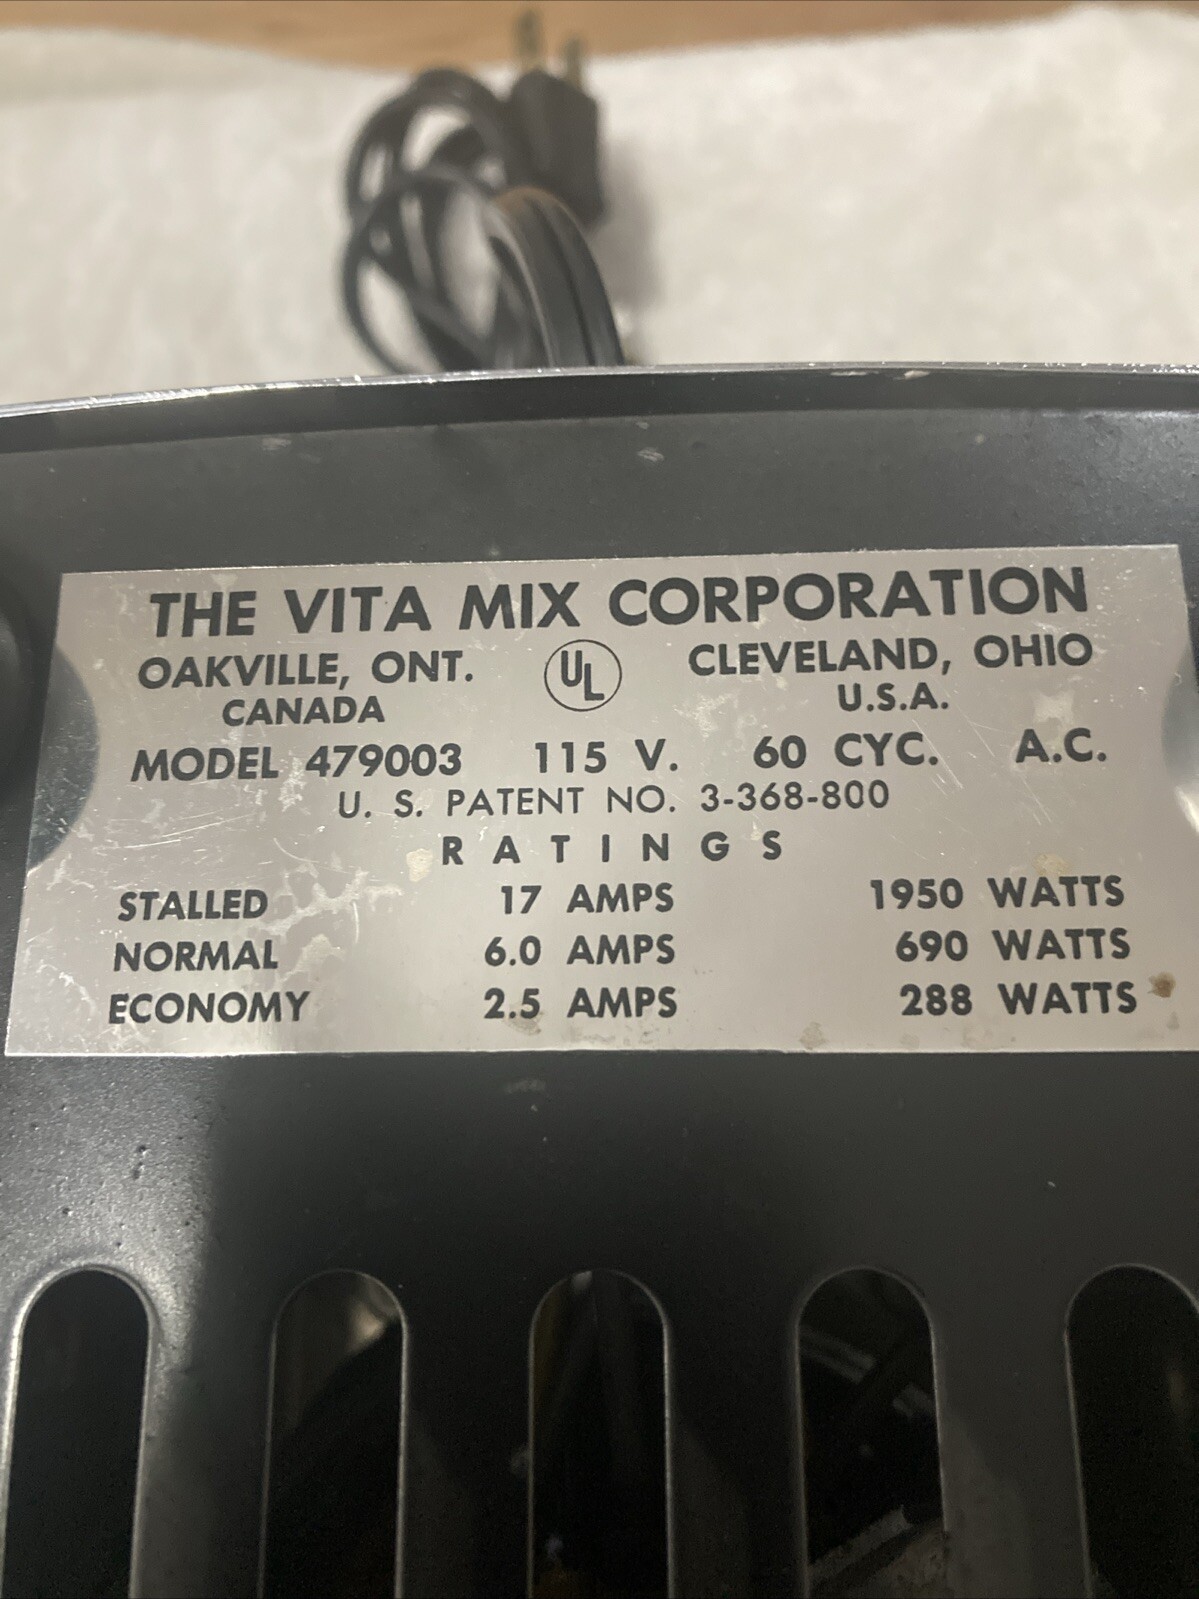 THE VITA MIX CORPORATION
OAKVILLE, ONT. UL CLEVELAND, OHIO
CANADA U.S.A.
MODEL 479003 115 V. 60 CYC. A.C.
U. S. PATENT NO. 3-368-800
RATINGS
STALLED 17 AMPS 1950 WATTS
NORMAL 6.0 AMPS 690 WATTS
ECONOMY 2.5 AMPS 288 WATTS